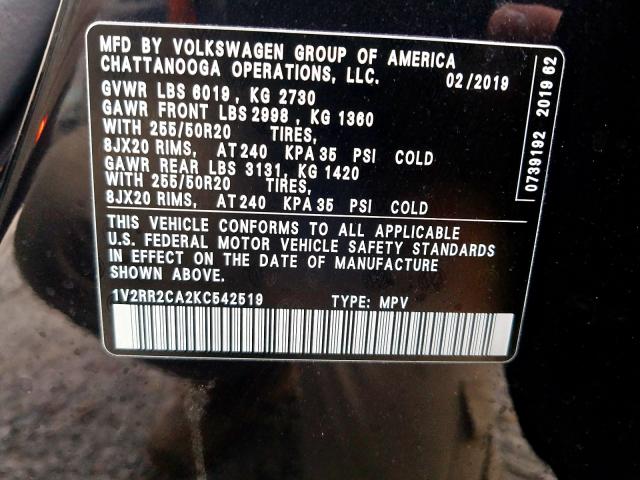 MFD BY VOLKSWAGEN GROUP OF AMERICA
CHATTANOOGA OPERATIONS, LLC. 02/2019
GVWR LBS 6019, KG 2730
GAWR FRONT LBS 2998, KG 1360
WITH 255/50R20 TIRES,
8JX20 RIMS, AT 240 KPA 35 PSI COLD
GAWR REAR LBS 3131, KG 1420
WITH 255/50R20 TIRES,
8JX20 RIMS, AT 240 KPA 35 PSI COLD
THIS VEHICLE CONFORMS TO ALL APPLICABLE
U.S. FEDERAL MOTOR VEHICLE SAFETY STANDARDS
IN EFFECT ON THE DATE OF MANUFACTURE
SHOWN ABOVE.
1V2RR2CA2KC542519 TYPE: MPV
0739192 2019 62